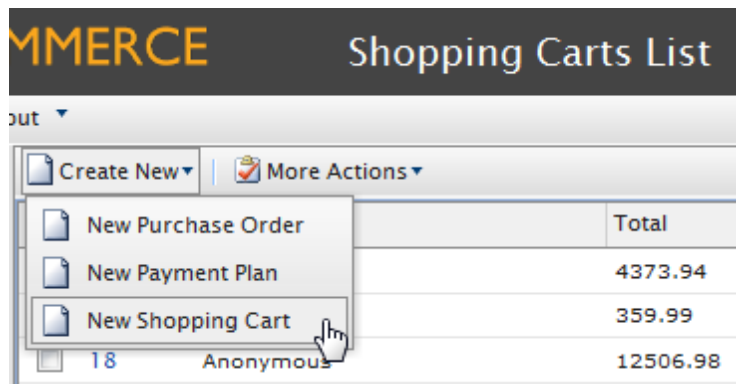 MMERCE Shopping Carts List
out
Create New More Actions
New Purchase Order Total
New Payment Plan 4373.94
New Shopping Cart 359.99
18 Anonymous 12506.98